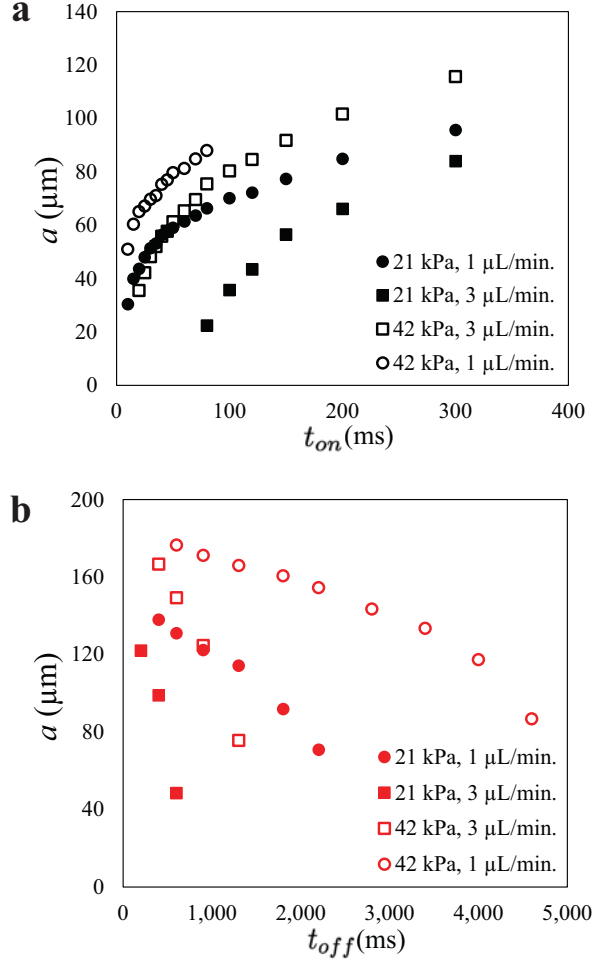 a
140
120
100
80
60
40
20
0
a (μm)
21 kPa, 1 μL/min.
21 kPa, 3 μL/min.
42 kPa, 3 μL/min.
42 kPa, 1 μL/min.
0 100 200 300 400
t_on (ms)
b
200
160
120
80
40
0
a (μm)
21 kPa, 1 μL/min.
21 kPa, 3 μL/min.
42 kPa, 3 μL/min.
42 kPa, 1 μL/min.
0 1,000 2,000 3,000 4,000 5,000
t_off (ms)